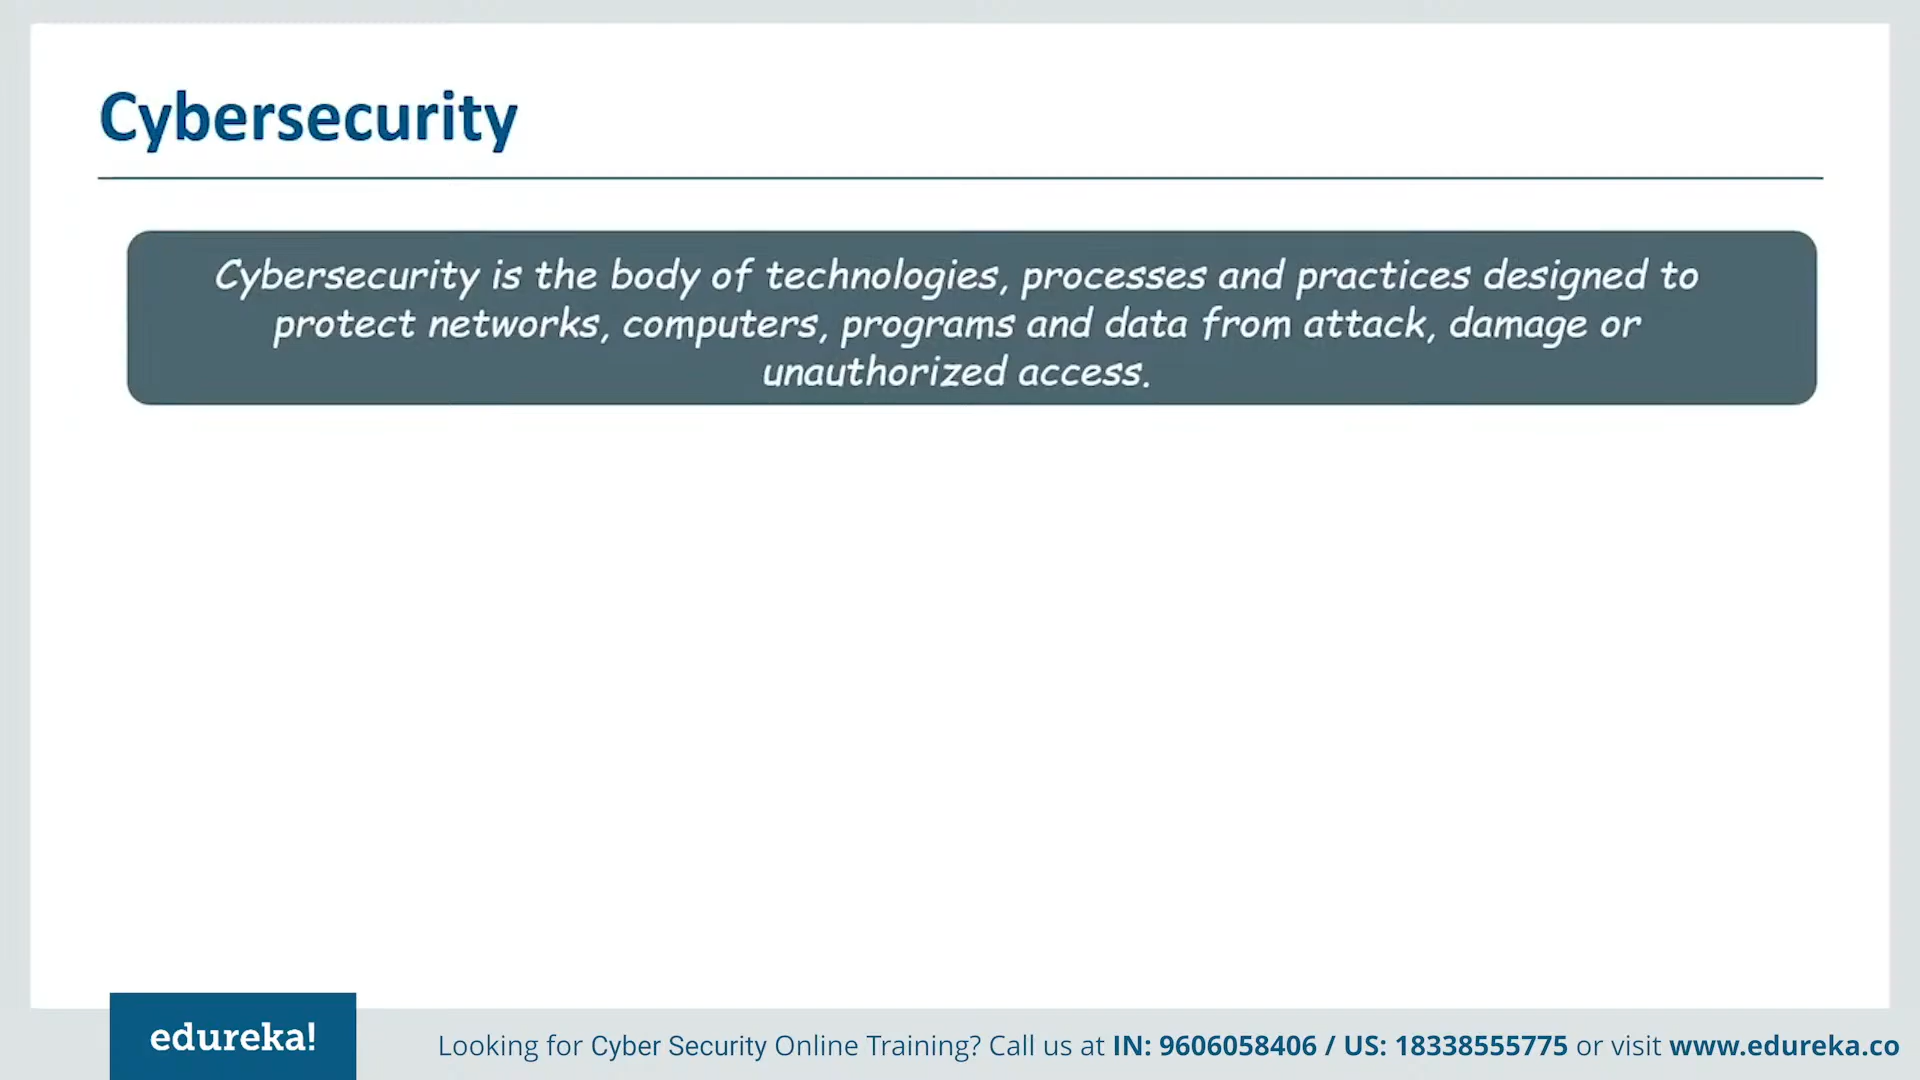 Cybersecurity
Cybersecurity is the body of technologies, processes and practices designed to
protect networks, computers, programs and data from attack, damage or
unauthorized access.
edureka!
Looking for Cyber Security Online Training? Call us at IN: 9606058406 / US: 18338555775 or visit www.edureka.co